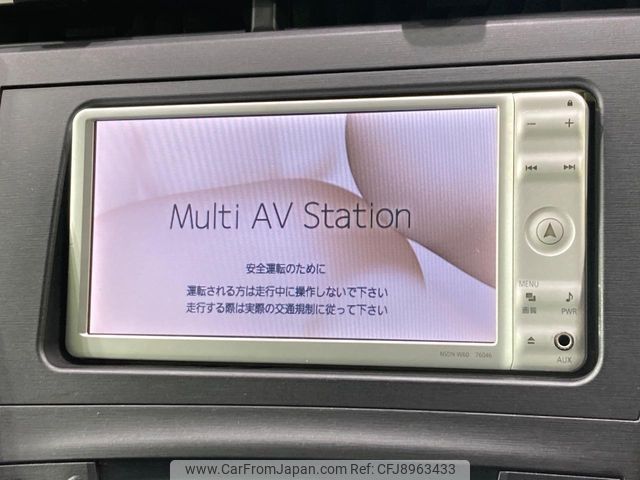 Multi AV Station
安全運転のために
運転される方は走行中に操作しないで下さい
走行する際は実際の交通規制に従って下さい
MENU
画質
PWR
AUX
NSDN-W60 76046
www.CarFromJapan.com | CFJ8963433